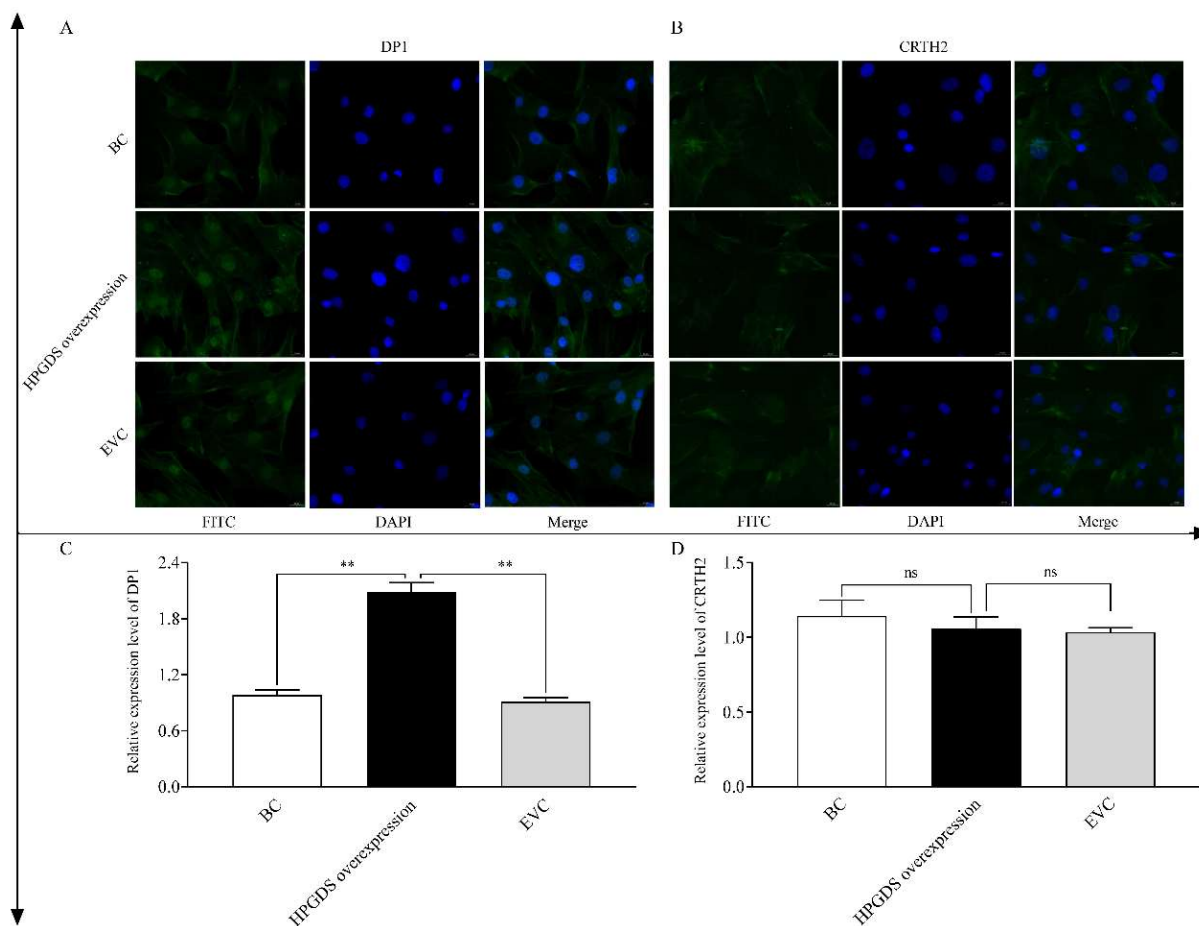 A
B
DP1
CRTH2
BC
HPGDS overexpression
EVC
FITC
DAPI
Merge
FITC
DAPI
Merge
C
Relative expression level of DP1
2.4
1.8
1.2
0.6
0.0
**
**
BC
HPGDS overexpression
EVC
D
Relative expression level of CRTH2
1.5
1.0
0.5
0.0
ns
ns
BC
HPGDS overexpression
EVC